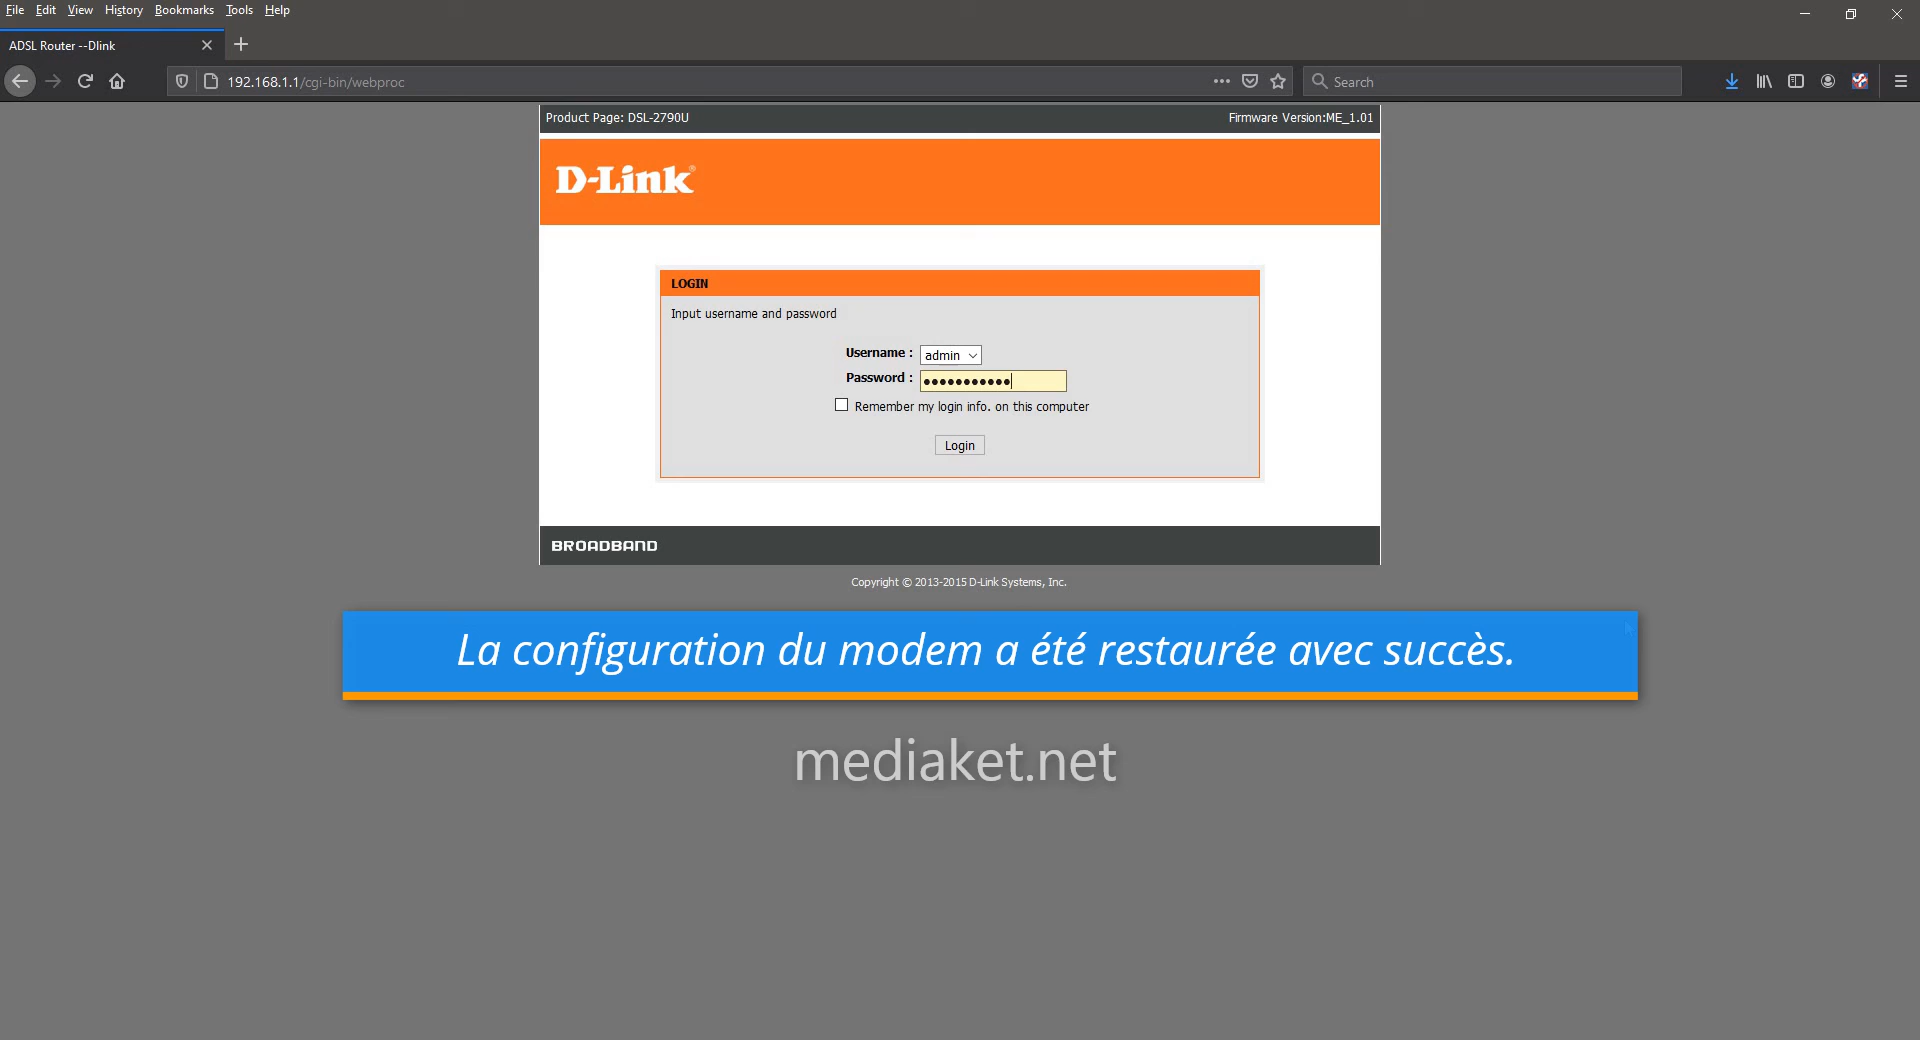 File Edit View History Bookmarks Tools Help
ADSL Router --Dlink
192.168.1.1/cgi-bin/webproc
Search
Product Page: DSL-2790U
Firmware Version:ME_1.01
D-Link®
LOGIN
Input username and password
Username : admin
Password : ●●●●●●●●●●●
Remember my login info. on this computer
Login
BROADBAND
Copyright © 2013-2015 D-Link Systems, Inc.
La configuration du modem a été restaurée avec succès.
mediaket.net